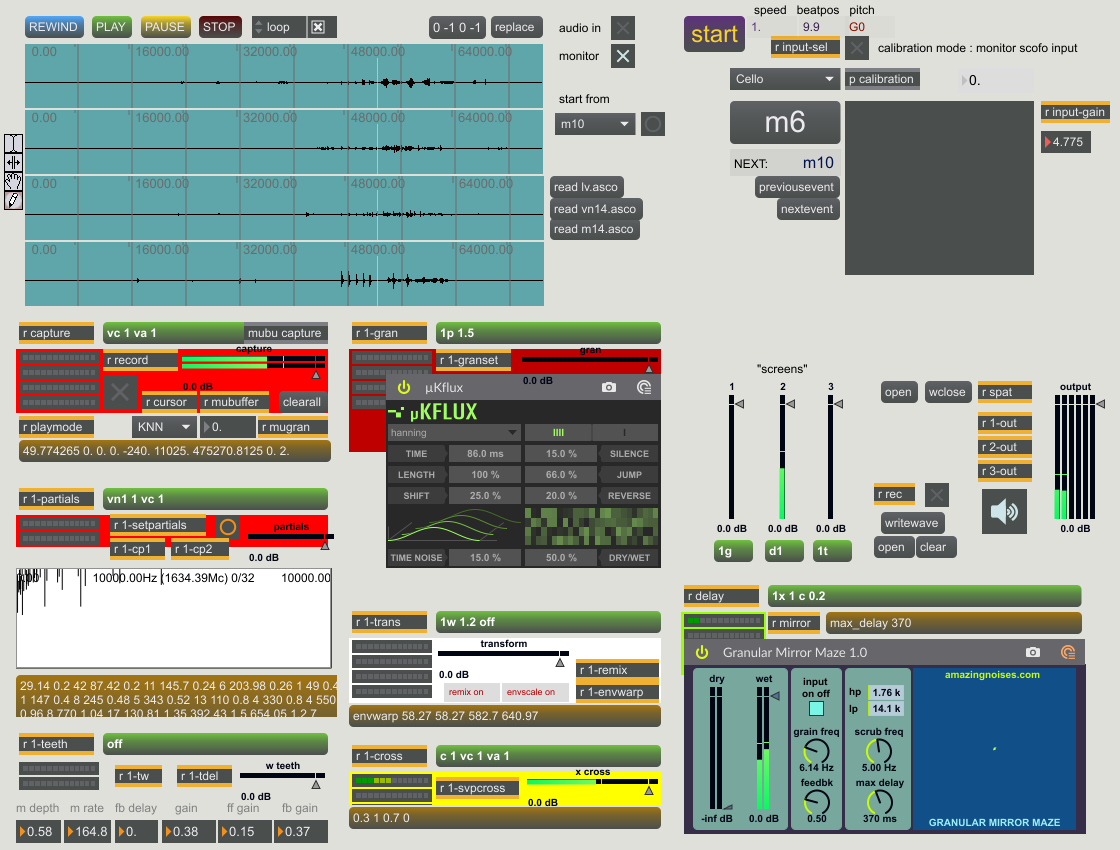 REWIND PLAY PAUSE STOP loop 0 -1 0 -1 replace
0.00 16000.00 32000.00 48000.00 64000.00
0.00 16000.00 32000.00 48000.00 64000.00
0.00 16000.00 32000.00 48000.00 64000.00
0.00 16000.00 32000.00 48000.00 64000.00
audio in
monitor
start from
m10
read lv.asco
read vn14.asco
read m14.asco
start
speed beatpos pitch
1. 9.9 G0
r input-sel
calibration mode : monitor scofo input
Cello
p calibration
0.
m6
NEXT: m10
previousevent
nextevent
r input-gain
4.775
r capture
vc 1 va 1
mubu capture
capture
r record
0.0 dB
r cursor
r mubuffer
clearall
r playmode
KNN
0.
r mugran
49.774265 0. 0. 0. -240. 11025. 475270.8125 0. 2.
r 1-partials
vn1 1 vc 1
r 1-setpartials
partials
r 1-cp1
r 1-cp2
0.0 dB
0.00 10000.00Hz (1634.39Mc) 0/32 10000.00
29.14 0.2 42 87.42 0.2 11 145.7 0.24 6 203.98 0.26 1 49 0.4
1 147 0.4 8 245 0.48 5 343 0.52 13 110 0.8 4 330 0.8 4 550
0.96 8 770 1.04 17 130.81 1.35 392.43 1.5 654.05 1.2 7
r 1-teeth
off
r 1-tw
r 1-tdel
w teeth
0.0 dB
m depth m rate fb delay gain ff gain fb gain
0.58 164.8 0. 0.38 0.15 0.37
r 1-gran
1p 1.5
r 1-granset
gran
0.0 dB
µKflux
µKFLUX
hanning
IIII I
TIME 86.0 ms 15.0 % SILENCE
LENGTH 100 % 66.0 % JUMP
SHIFT 25.0 % 20.0 % REVERSE
TIME NOISE 15.0 % 50.0 % DRY/WET
r 1-trans
1w 1.2 off
transform
0.0 dB
remix on
envscale on
r 1-remix
r 1-envwarp
envwarp 58.27 58.27 582.7 640.97
r 1-cross
c 1 vc 1 va 1
r 1-svpcross
x cross
0.0 dB
0.3 1 0.7 0
"screens"
1 2 3
0.0 dB 0.0 dB 0.0 dB
1g d1 1t
open wclose
r spat
r 1-out
r 2-out
r 3-out
r rec
writewave
open clear
output
0.0 dB
r delay
1x 1 c 0.2
r mirror
max_delay 370
Granular Mirror Maze 1.0
dry wet
-inf dB 0.0 dB
input
on off
grain freq
6.14 Hz
feedbk
0.50
hp 1.76 k
lp 14.1 k
scrub freq
5.00 Hz
max delay
370 ms
amazingnoises.com
GRANULAR MIRROR MAZE